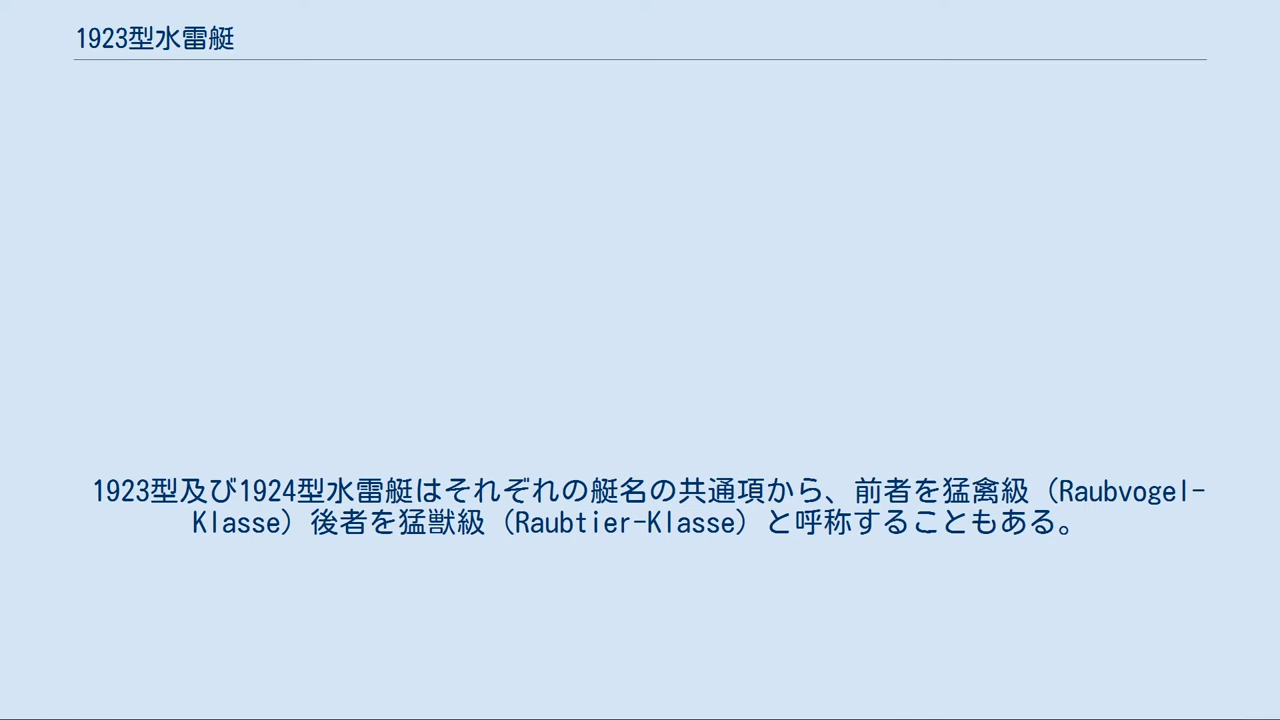 1923型水雷艇
1923型及び1924型水雷艇はそれぞれの艇名の共通項から、前者を猛禽級（Raubvogel-
Klasse）後者を猛獣級（Raubtier-Klasse）と呼称することもある。